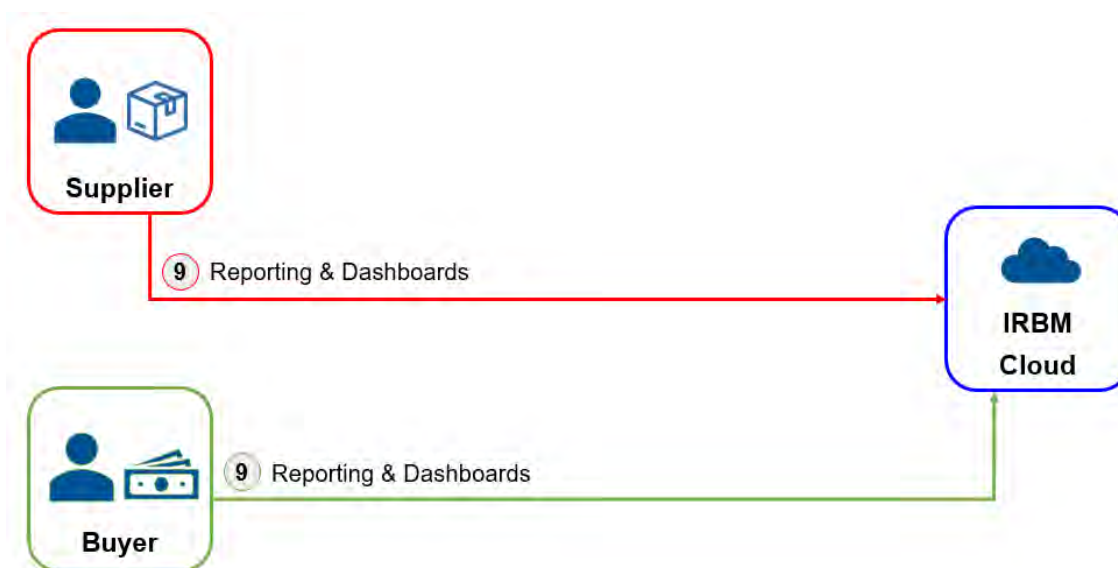 Supplier
9 Reporting & Dashboards
IRBM
Cloud
9 Reporting & Dashboards
Buyer